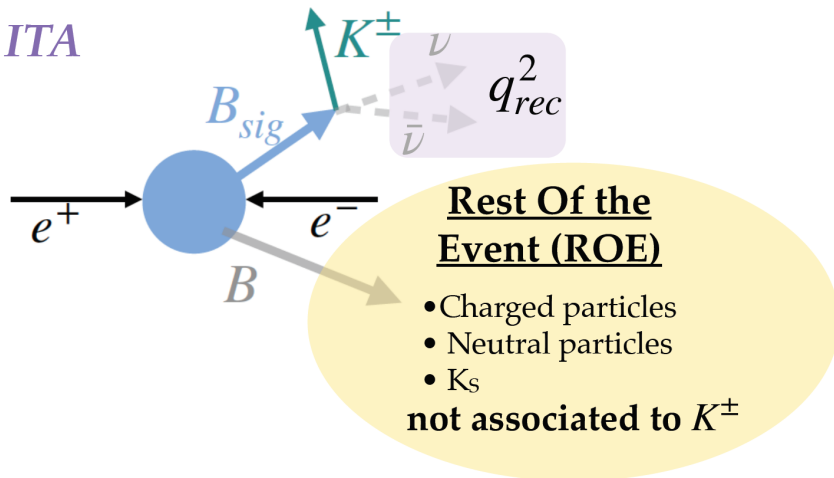 ITA
K±
ν
q²rec
ν̄
Bsig
e+
e−
B
Rest Of the
Event (ROE)
•Charged particles
• Neutral particles
• KS
not associated to K±